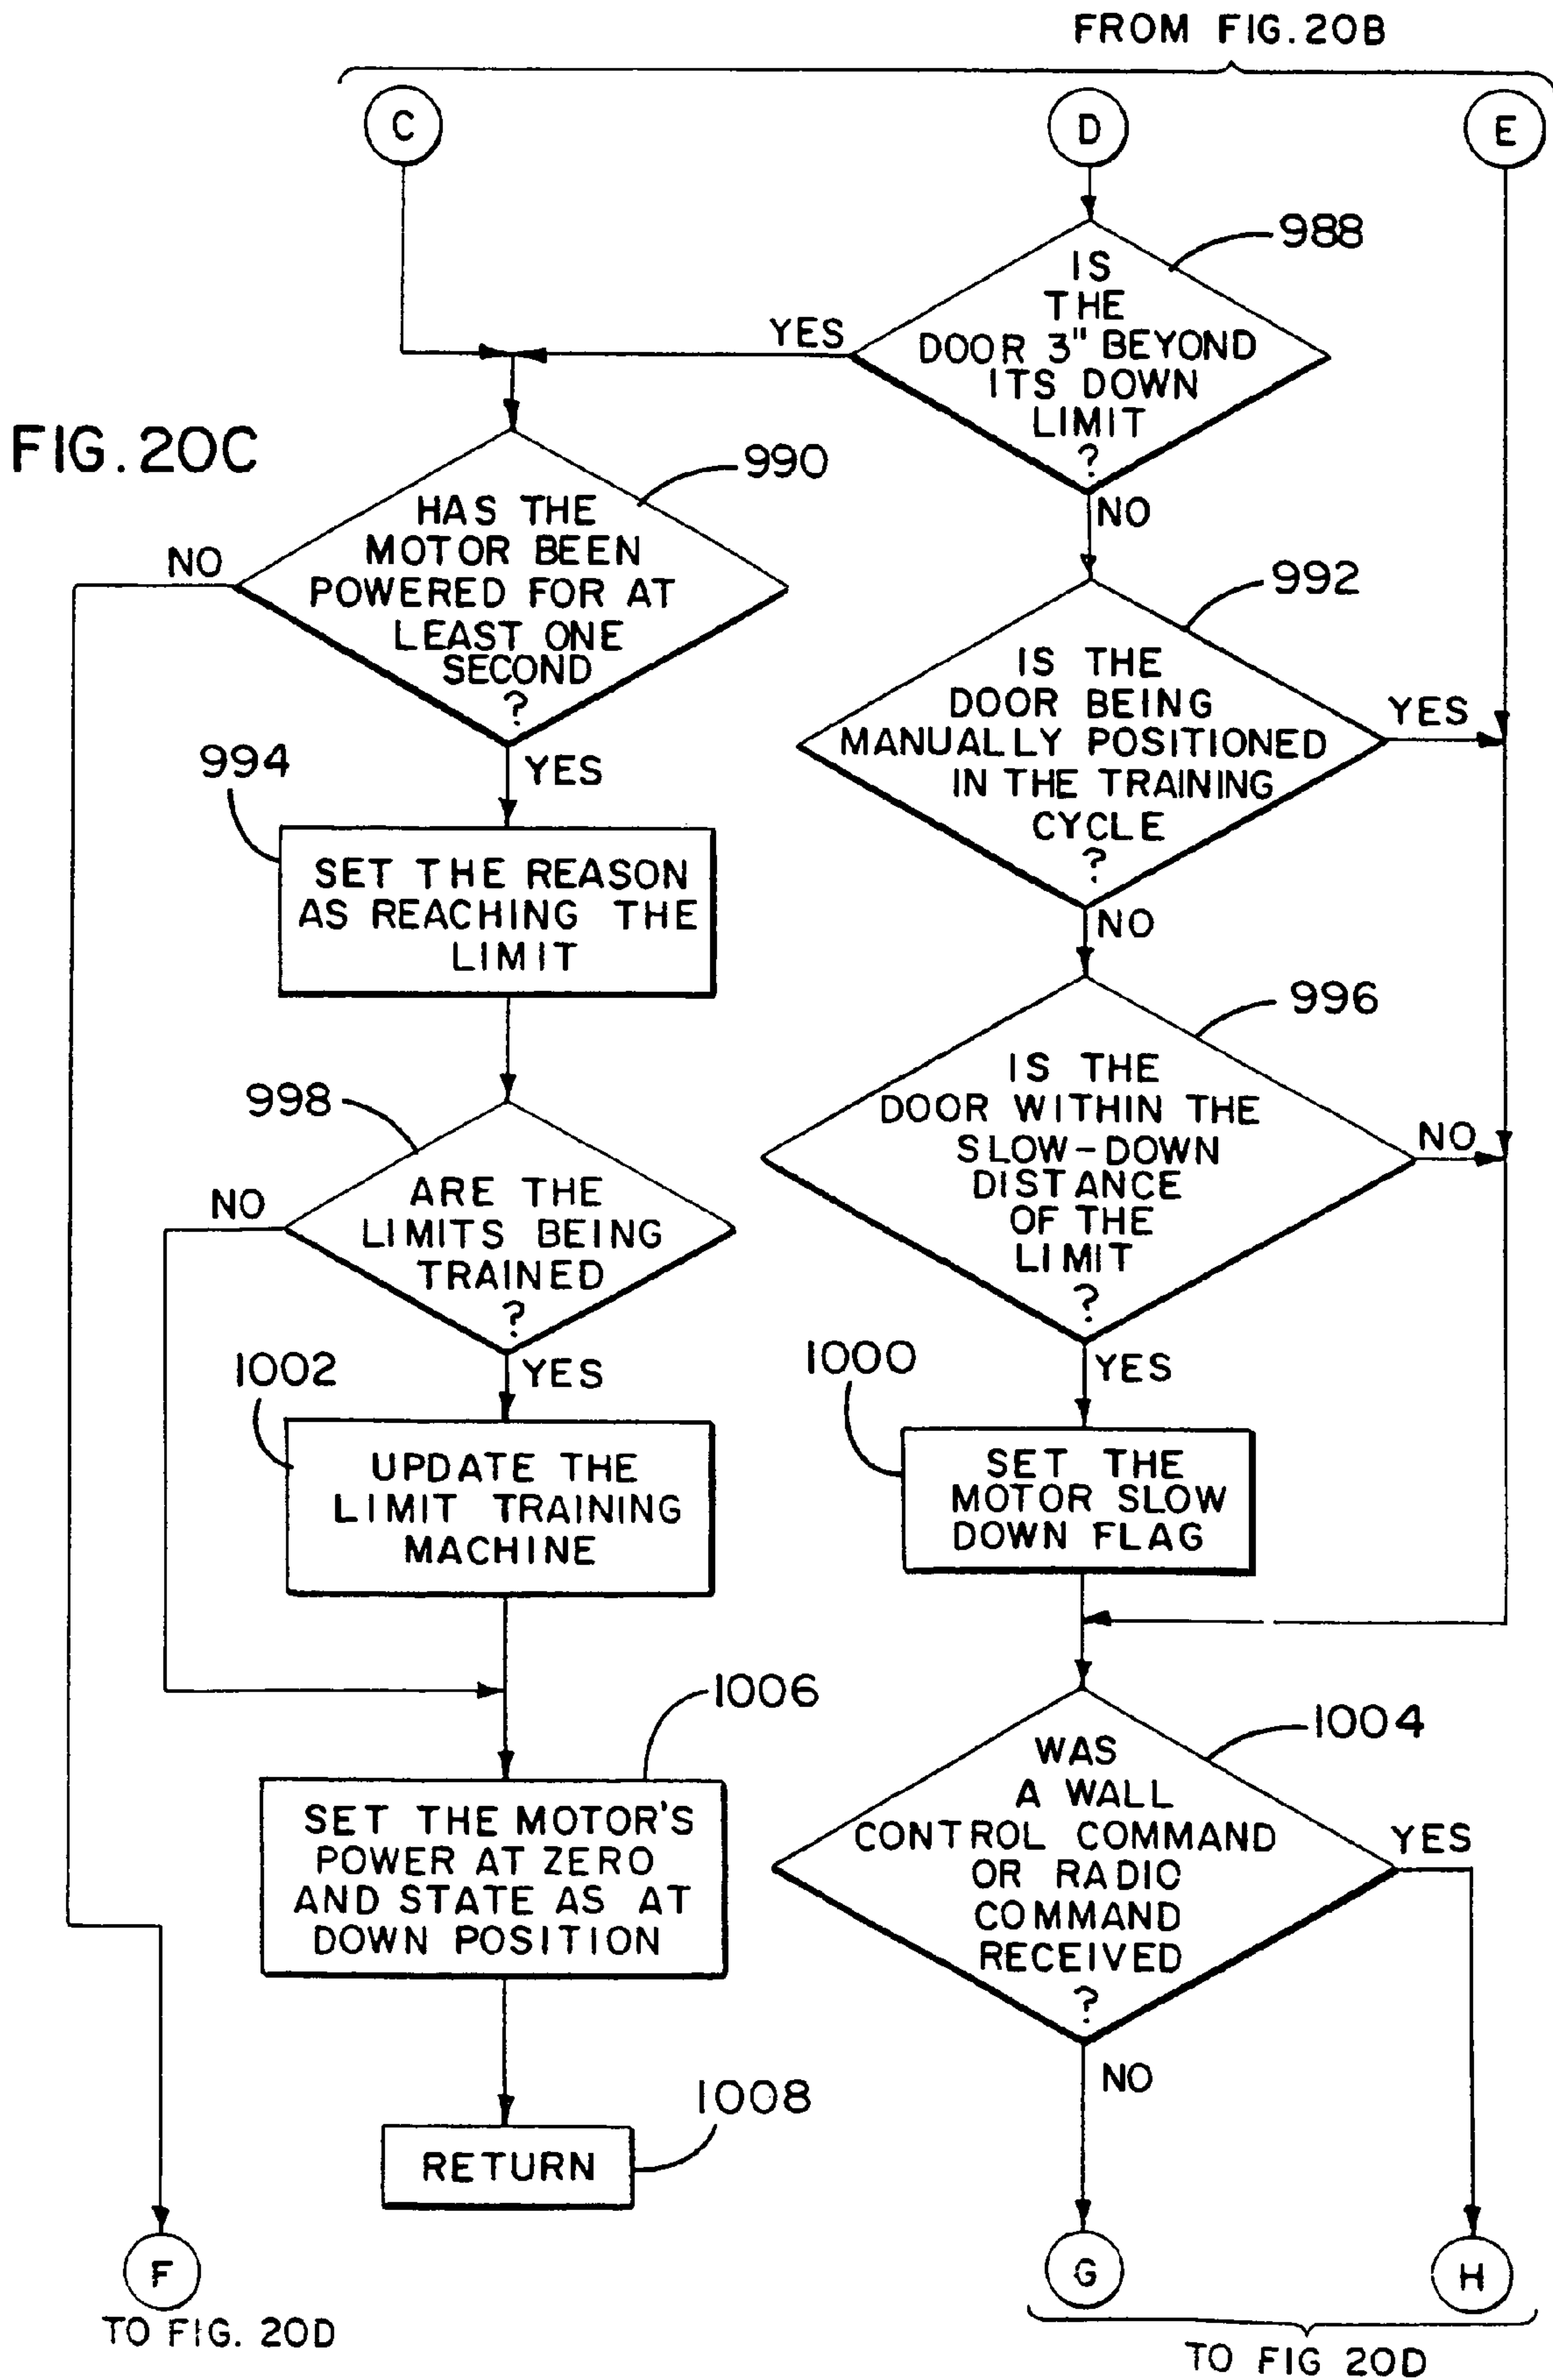 FROM FIG. 20B
C
D
E
988
IS
THE
DOOR 3" BEYOND
ITS DOWN
LIMIT
?
YES
NO
FIG. 20C
990
HAS THE
MOTOR BEEN
POWERED FOR AT
LEAST ONE
SECOND
?
NO
YES
992
IS THE
DOOR BEING
MANUALLY POSITIONED
IN THE TRAINING
CYCLE
?
YES
NO
994
SET THE REASON
AS REACHING THE
LIMIT
996
IS THE
DOOR WITHIN THE
SLOW-DOWN
DISTANCE
OF THE
LIMIT
?
NO
YES
998
ARE THE
LIMITS BEING
TRAINED
?
NO
YES
1000
SET THE
MOTOR SLOW
DOWN FLAG
1002
UPDATE THE
LIMIT TRAINING
MACHINE
1004
WAS
A WALL
CONTROL COMMAND
OR RADIO
COMMAND
RECEIVED
?
YES
NO
1006
SET THE MOTOR'S
POWER AT ZERO
AND STATE AS AT
DOWN POSITION
1008
RETURN
F
TO FIG. 20D
G
H
TO FIG 20D